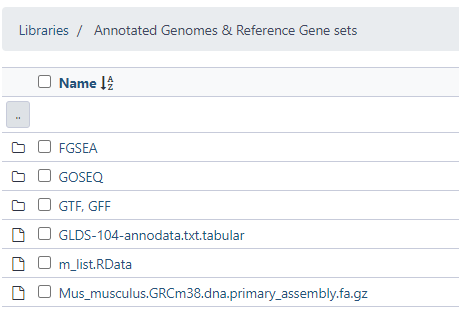 Libraries / Annotated Genomes & Reference Gene sets
Name
..
FGSEA
GOSEQ
GTF, GFF
GLDS-104-annodata.txt.tabular
m_list.RData
Mus_musculus.GRCm38.dna.primary_assembly.fa.gz